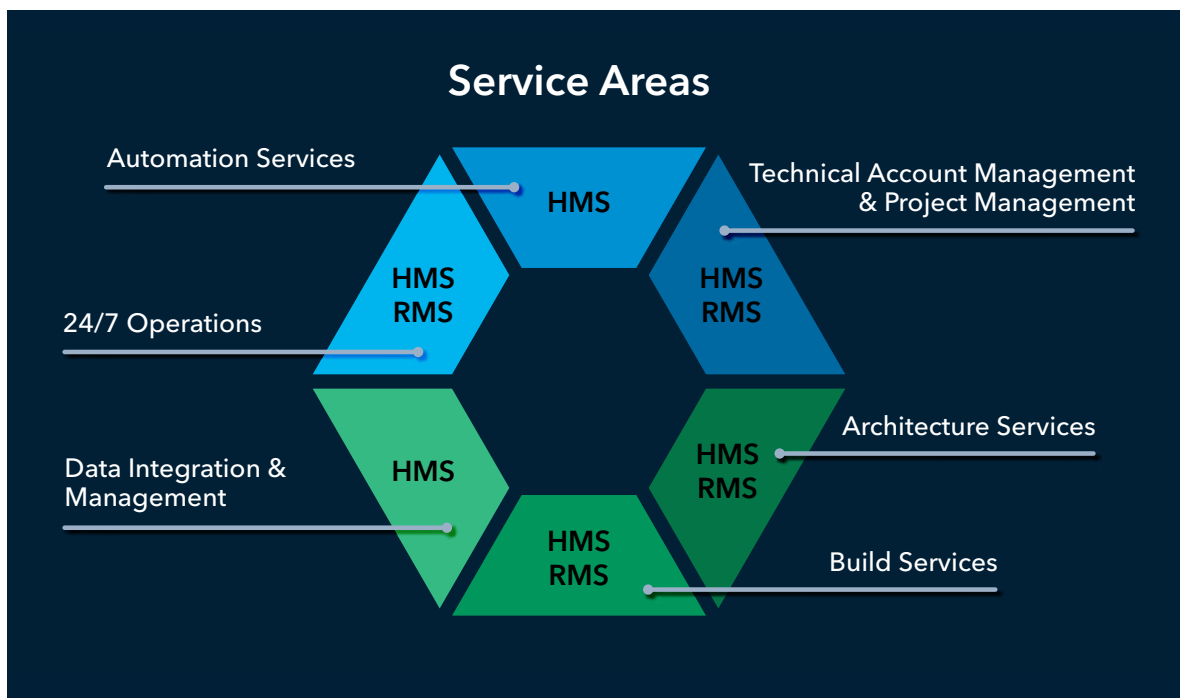 Service Areas
Automation Services
HMS
Technical Account Management
& Project Management
HMS
RMS
HMS
RMS
24/7 Operations
Architecture Services
HMS
RMS
Data Integration &
Management
HMS
HMS
RMS
Build Services